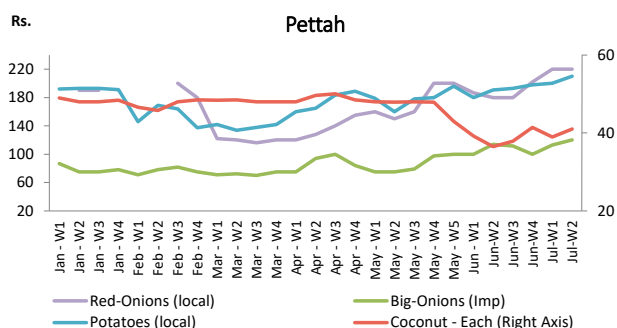 Rs.
Pettah
220
180
140
100
60
20
60
40
20
Jan - W1
Jan - W2
Jan - W3
Jan - W4
Feb - W1
Feb - W2
Feb - W3
Feb - W4
Mar - W1
Mar - W2
Mar - W3
Mar - W4
Apr - W1
Apr - W2
Apr - W3
Apr - W4
May - W1
May - W2
May - W3
May - W4
May - W5
Jun - W1
Jun - W2
Jun-W3
Jun -W4
Jul-W1
Jul-W2
Red-Onions (local)
Big-Onions (Imp)
Potatoes (local)
Coconut - Each (Right Axis)